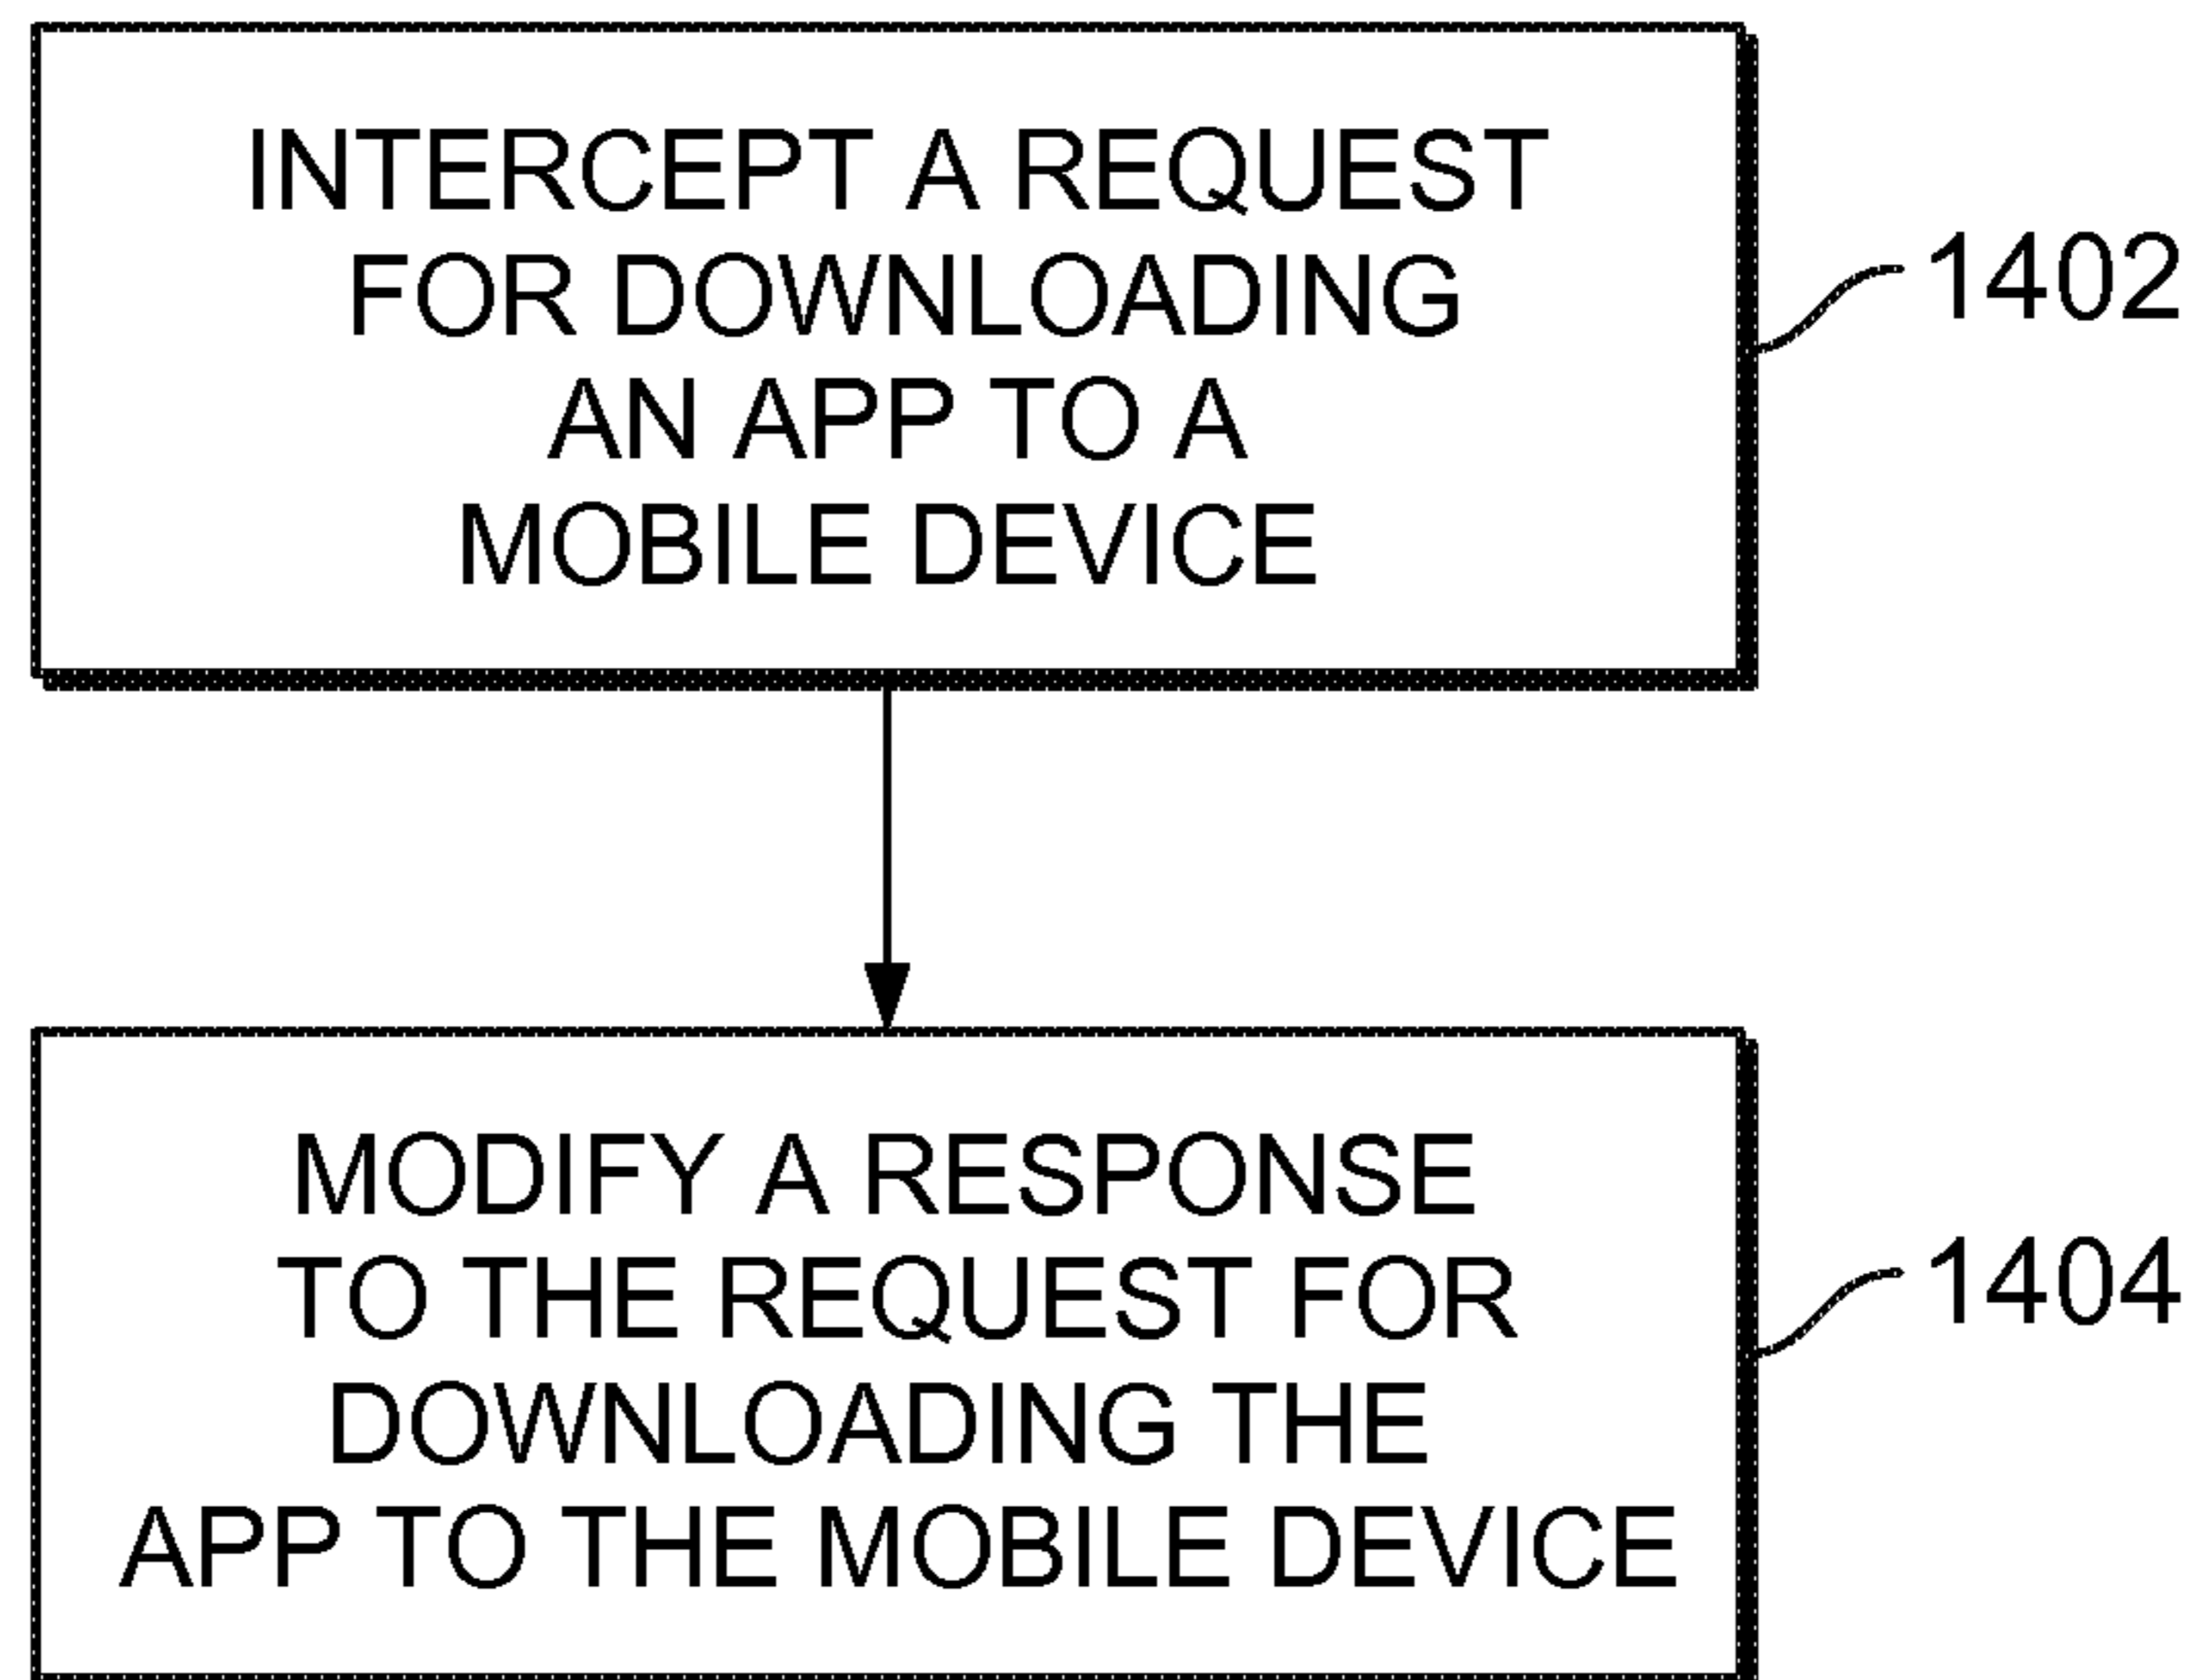 INTERCEPT A REQUEST
FOR DOWNLOADING
AN APP TO A
MOBILE DEVICE
1402
MODIFY A RESPONSE
TO THE REQUEST FOR
DOWNLOADING THE
APP TO THE MOBILE DEVICE
1404